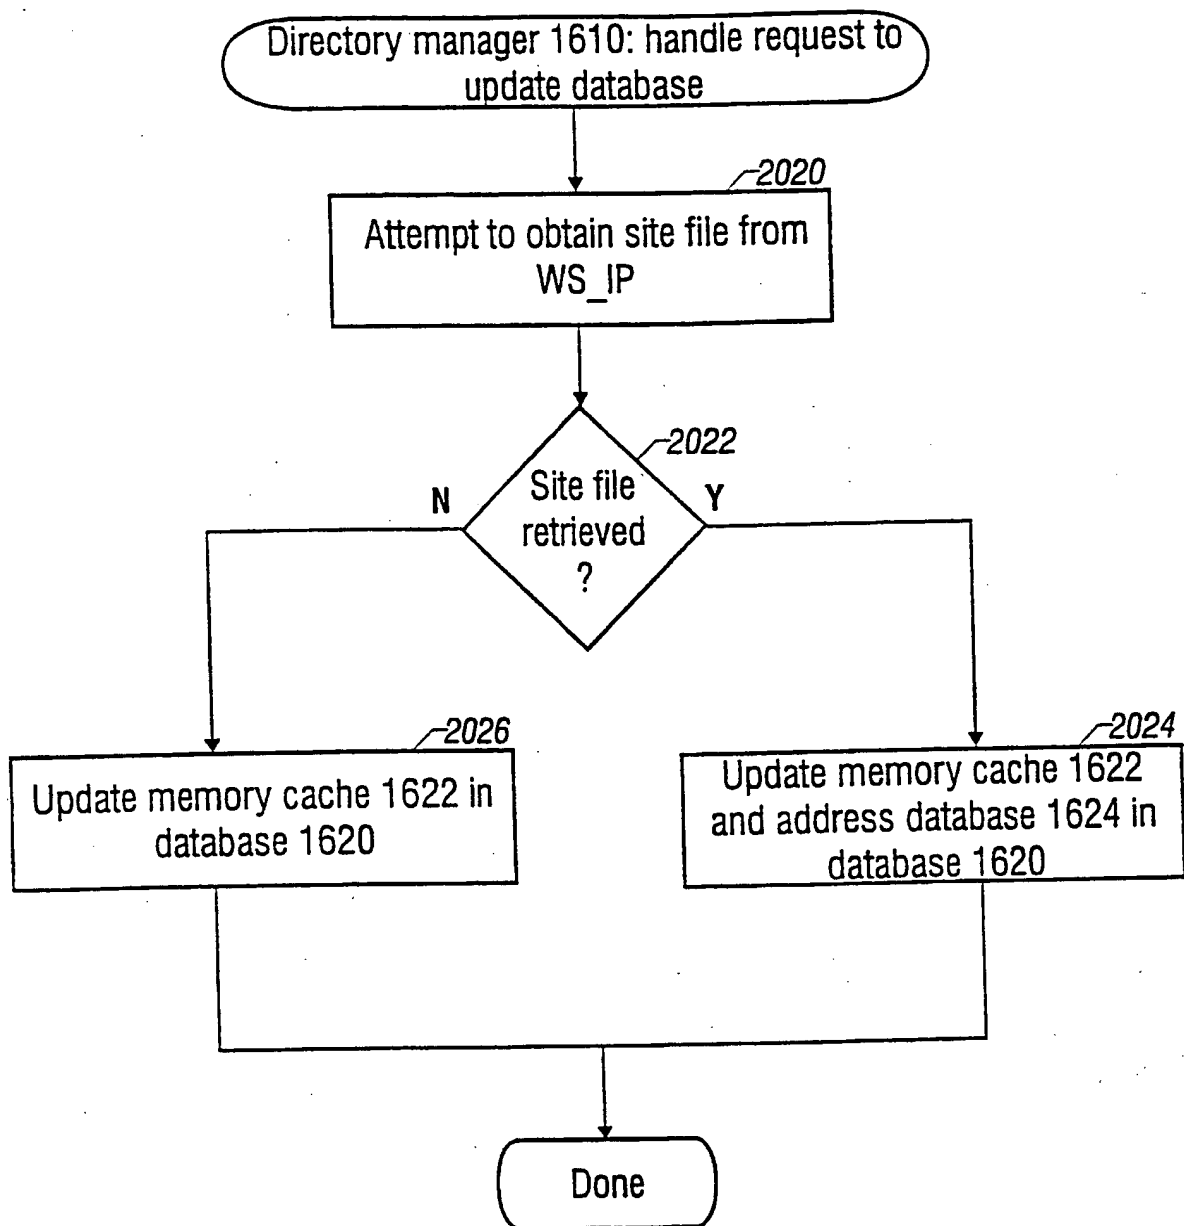 Directory manager 1610: handle request to
update database
2020
Attempt to obtain site file from
WS_IP
2022
N
Site file
Y
retrieved
?
2026
Update memory cache 1622 in
database 1620
2024
Update memory cache 1622
and address database 1624 in
database 1620
Done